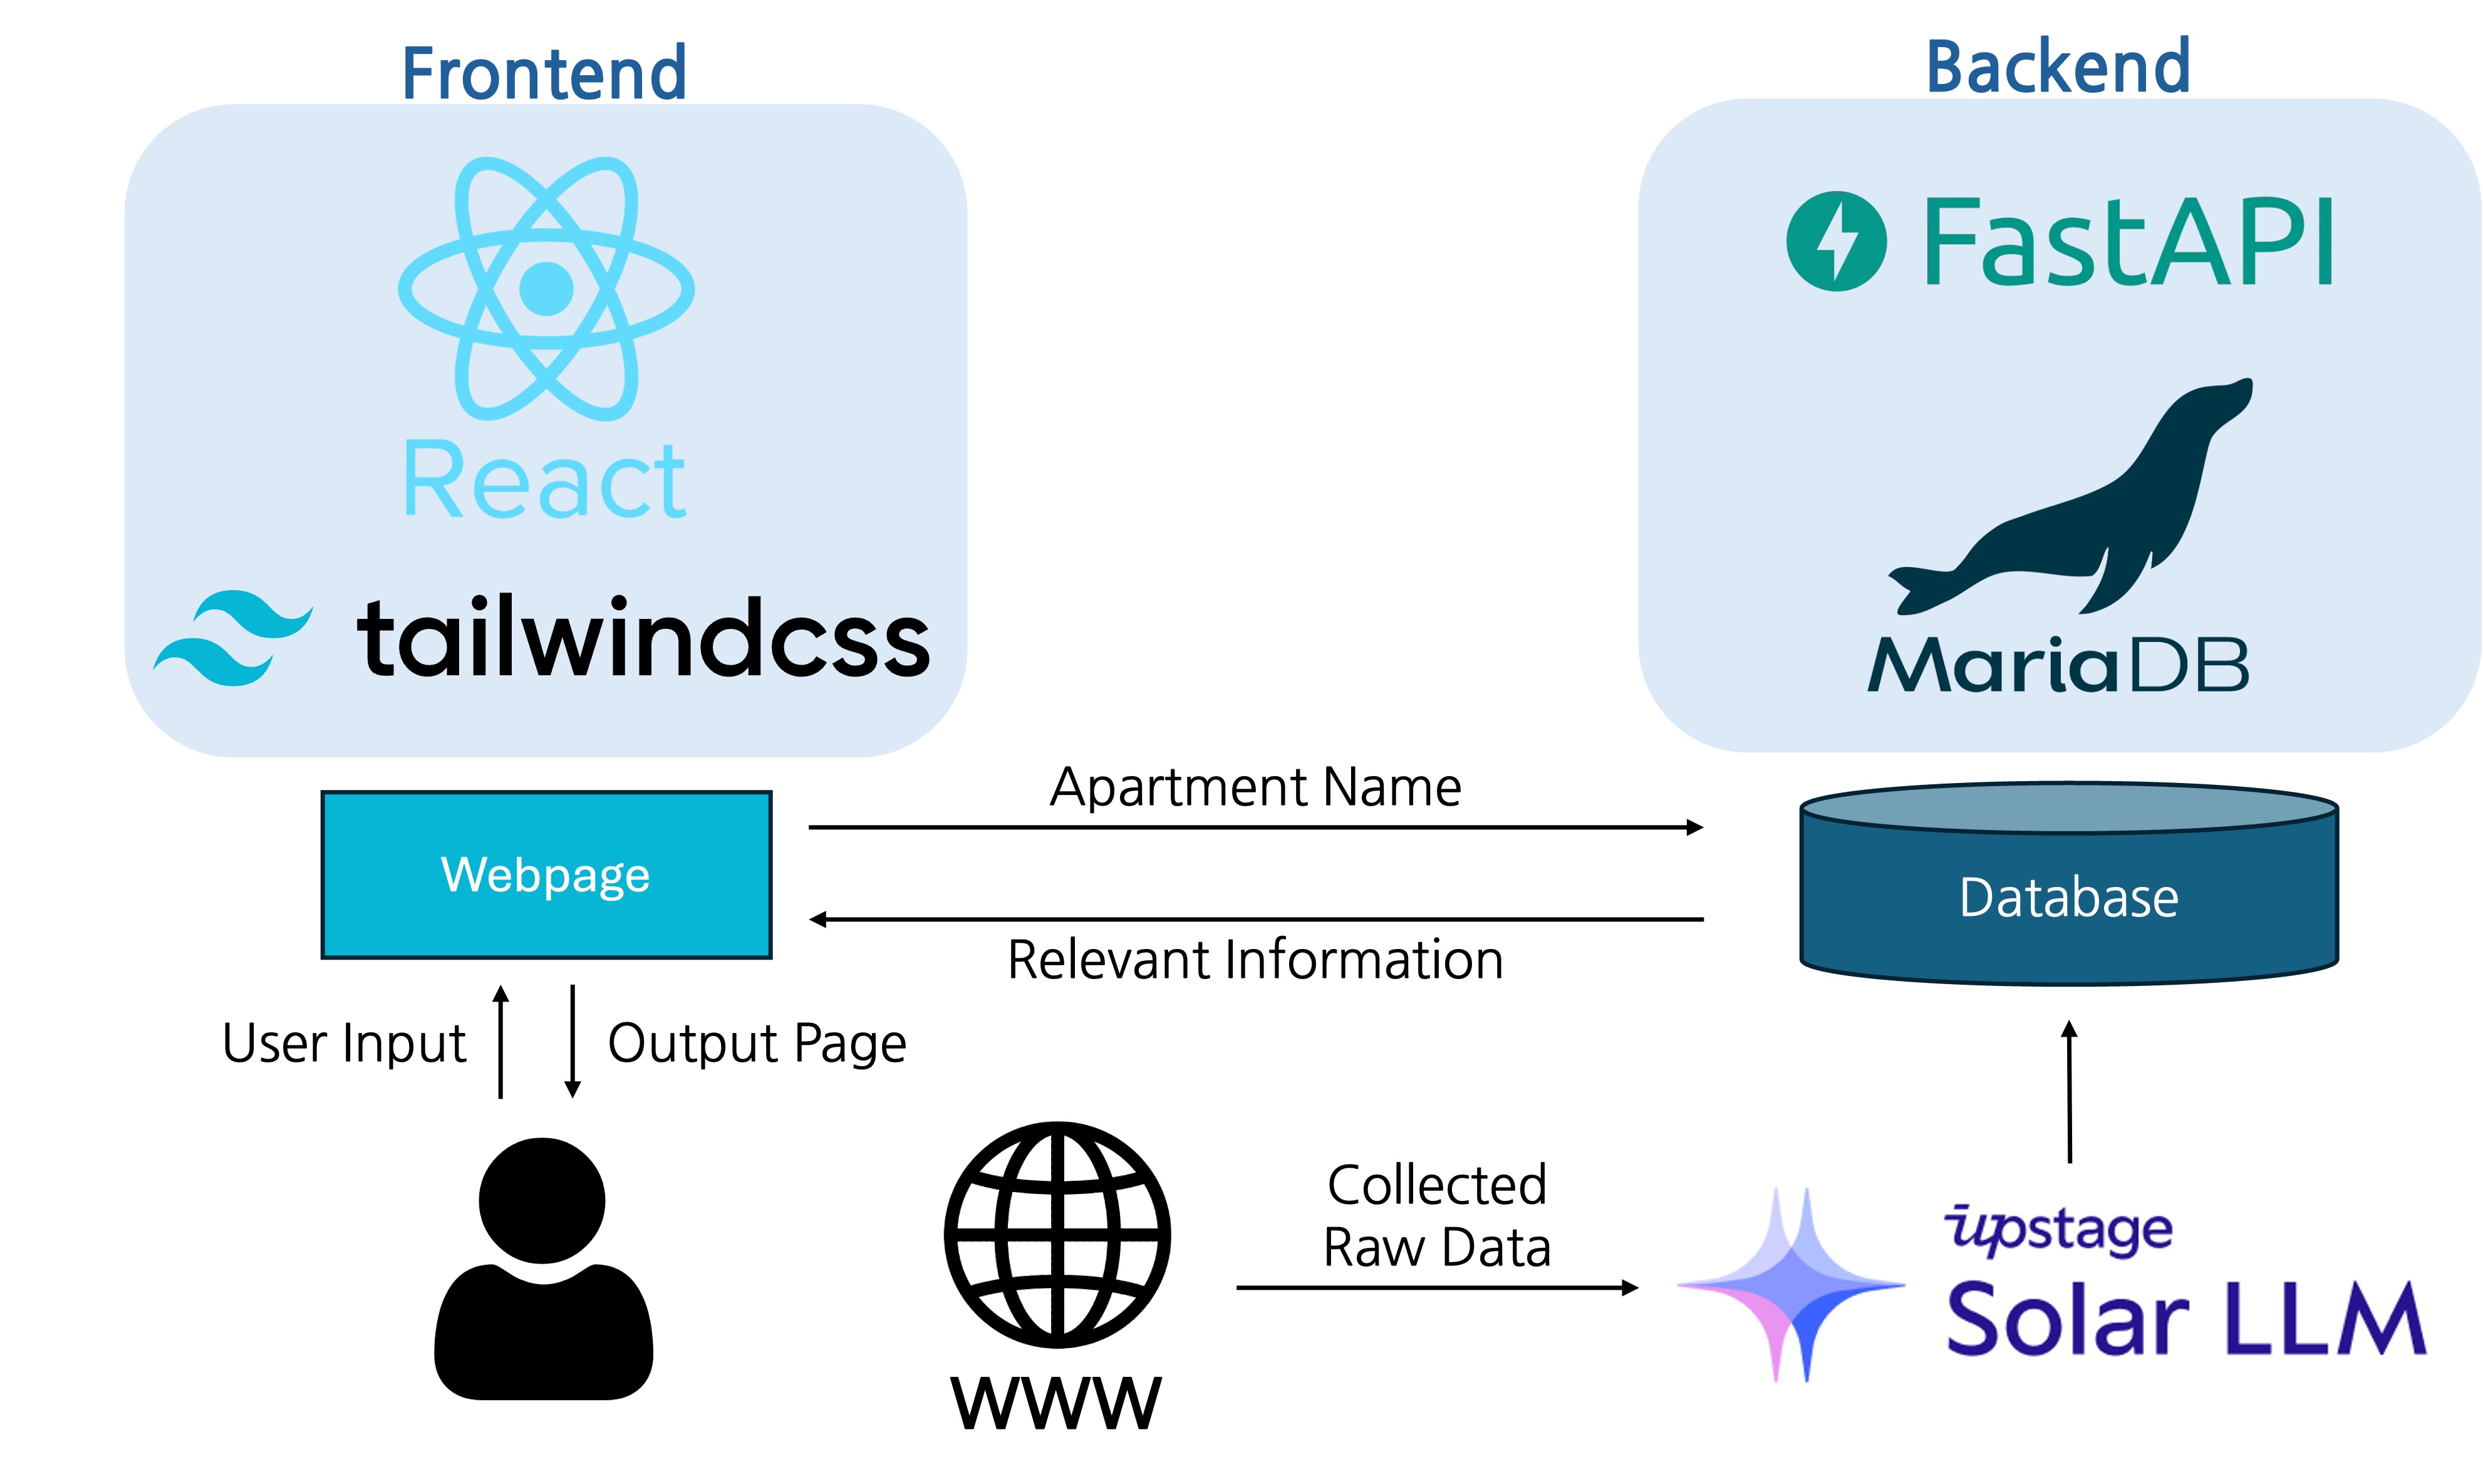 Frontend
Backend
React
tailwindcss
FastAPI
MariaDB
Apartment Name
Webpage
Database
Relevant Information
User Input
Output Page
Collected
Raw Data
WWW
upstage
Solar LLM